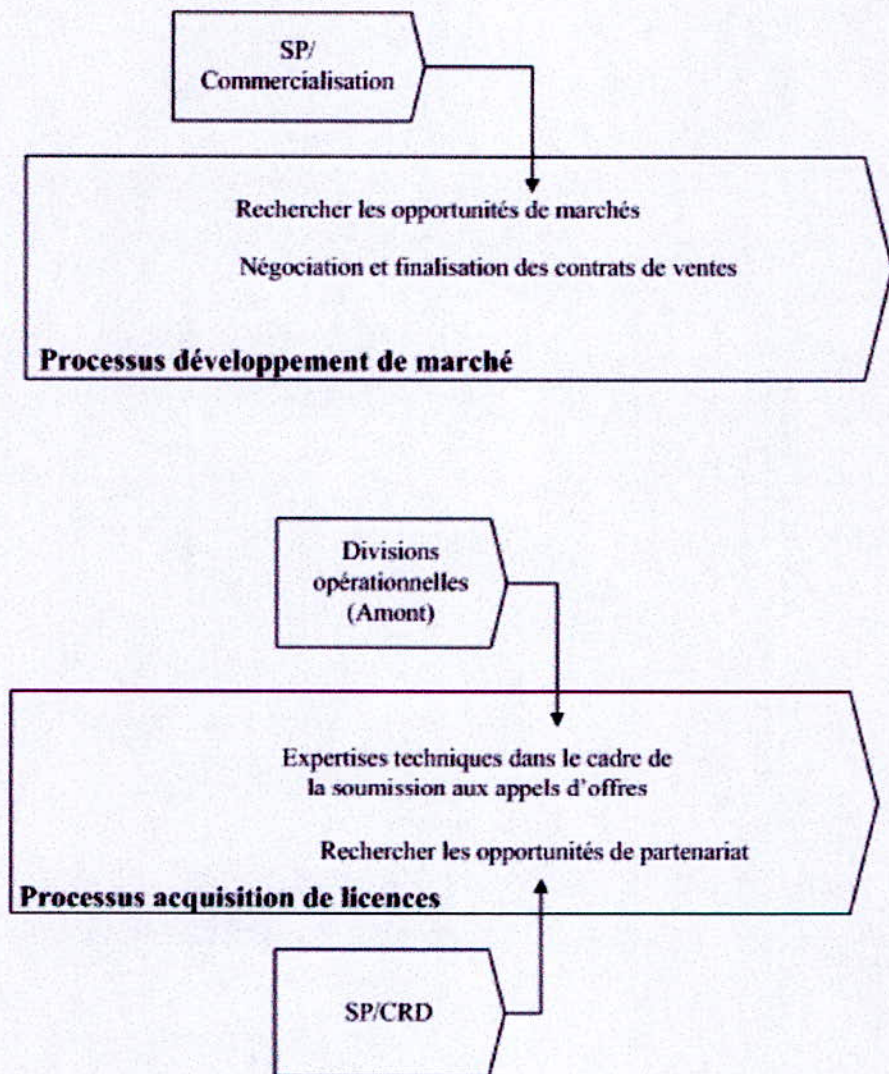 SP/
Commercialisation
Rechercher les opportunités de marchés
Négociation et finalisation des contrats de ventes
Processus développement de marché
Divisions
opérationnelles
(Amont)
Expertises techniques dans le cadre de
la soumission aux appels d'offres
Rechercher les opportunités de partenariat
Processus acquisition de licences
SP/CRD